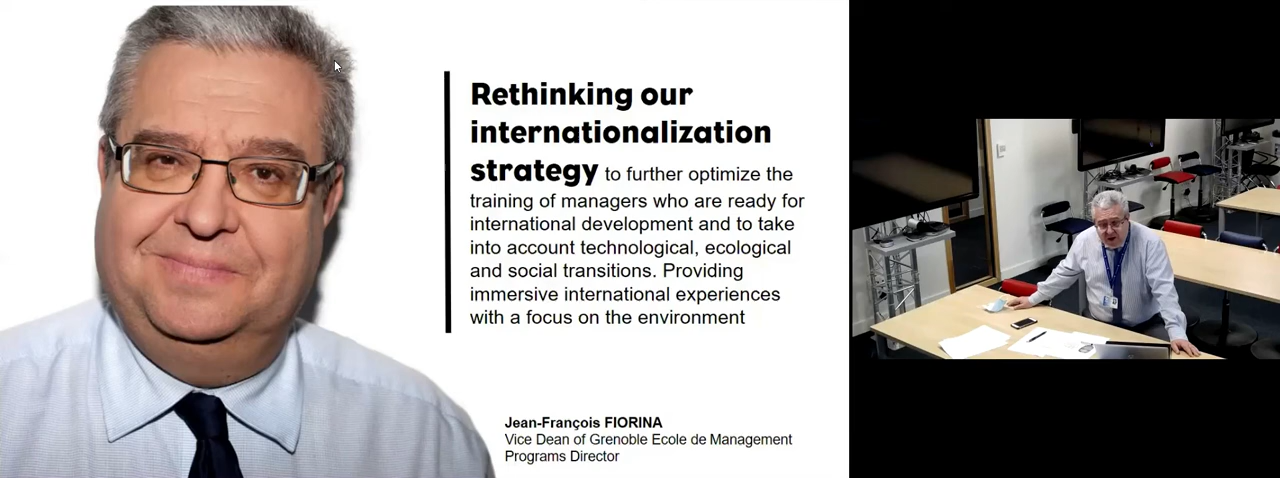 Rethinking our
internationalization
strategy to further optimize the
training of managers who are ready for
international development and to take
into account technological, ecological
and social transitions. Providing
immersive international experiences
with a focus on the environment
Jean-François FIORINA
Vice Dean of Grenoble Ecole de Management
Programs Director